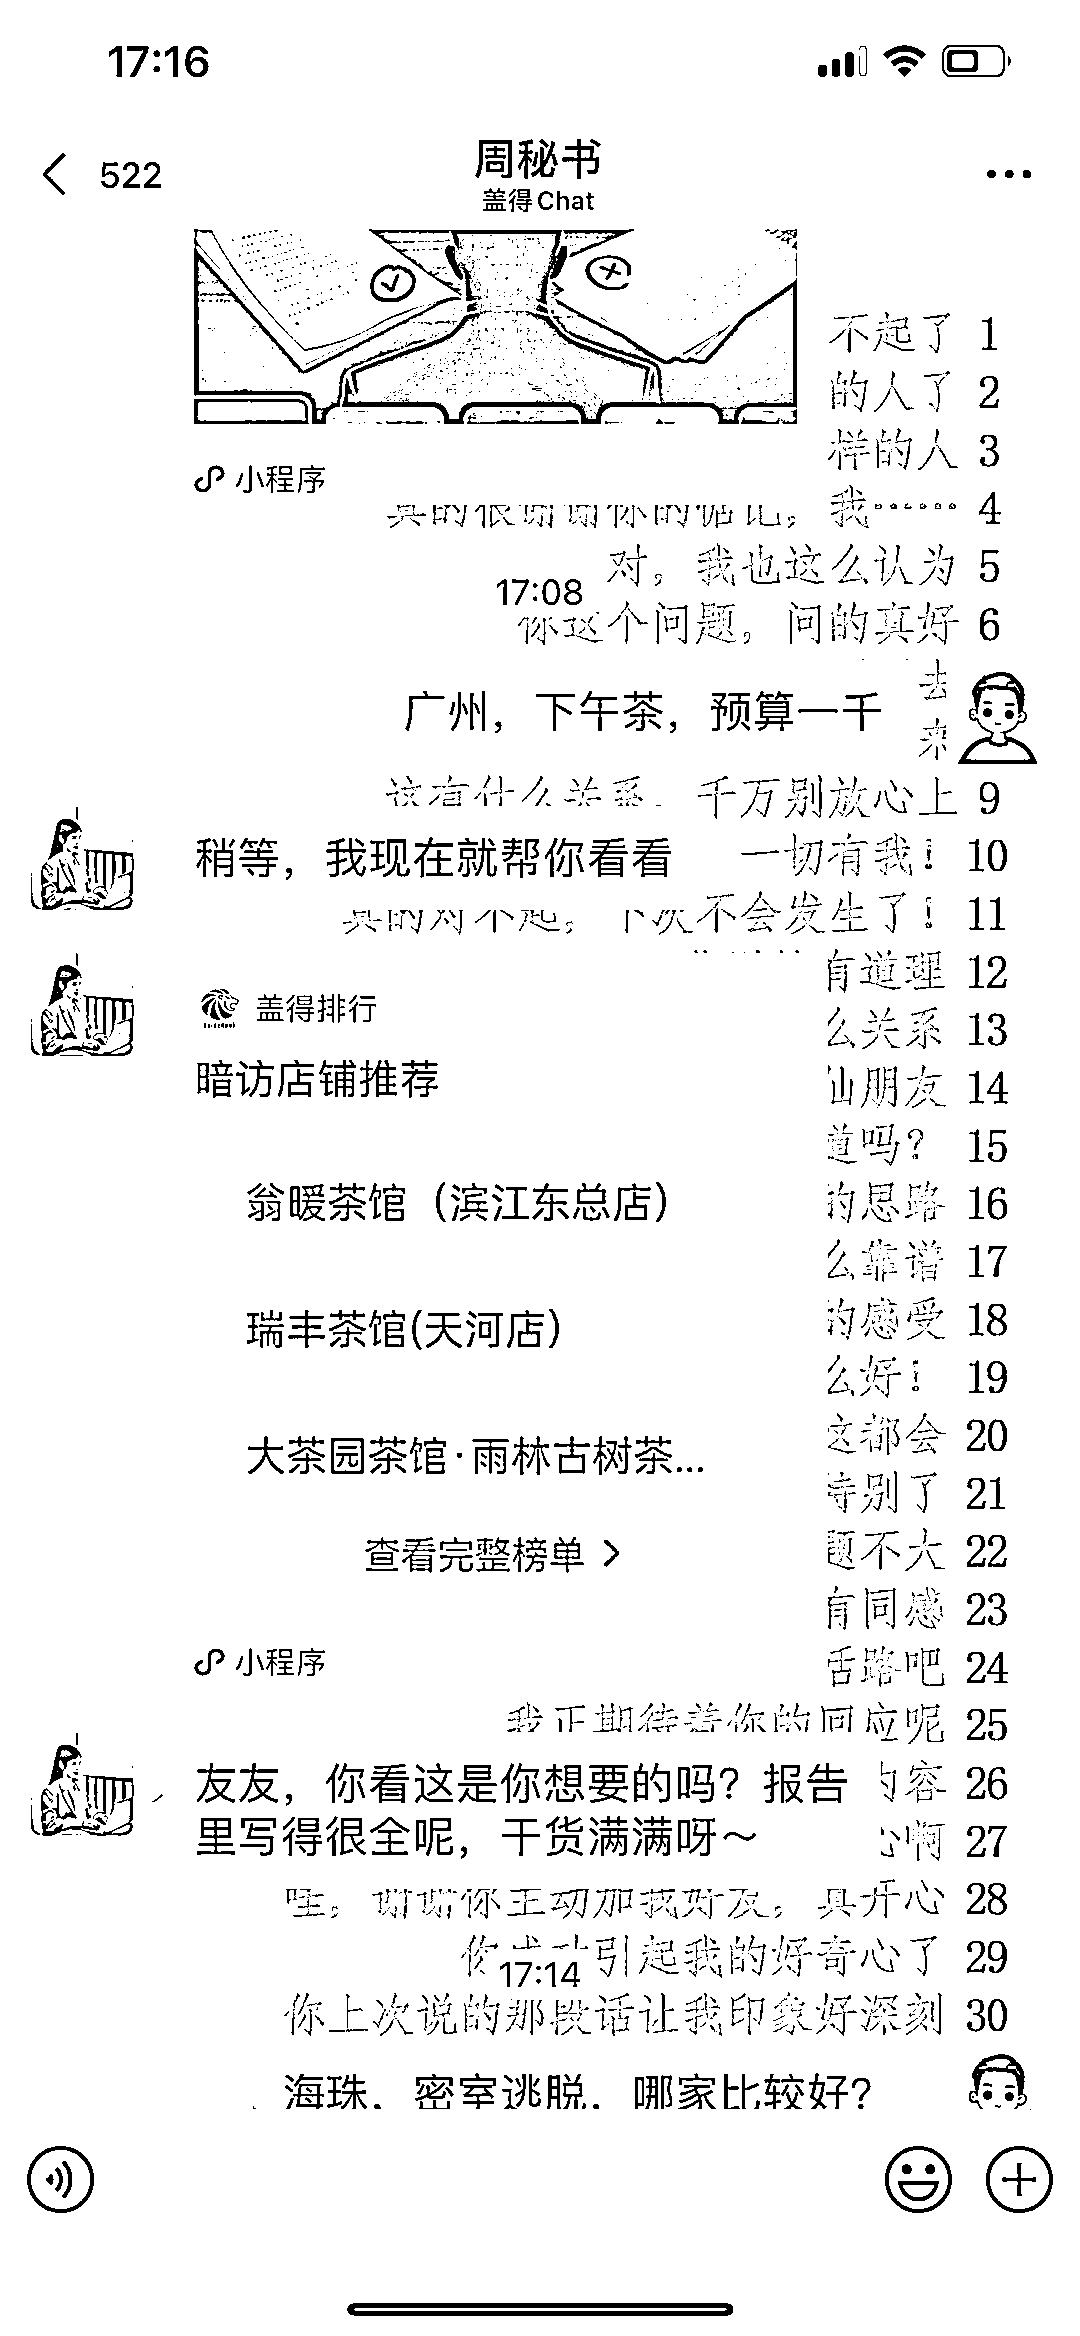 17:16
522
周秘书
盖得Chat
不起了 1
的人了 2
样的人 3
小程序
我…… 4
对，我也这么认为 5
17:08
你这个问题，问的真好 6
去
广州，下午茶，预算一千
来
千万别放心上 9
稍等，我现在就帮你看看
一切有我！ 10
不会发生了！ 11
有道理 12
盖得排行
么关系 13
暗访店铺推荐
朋友 14
道吗？ 15
翁暖茶馆（滨江东总店）
的思路 16
么靠谱 17
瑞丰茶馆(天河店）
的感受 18
么好！ 19
这都会 20
大茶园茶馆·雨林古树茶...
特别了 21
查看完整榜单
题不大 22
有同感 23
小程序
话路吧 24
我正期待着你的回应呢 25
友友，你看这是你想要的吗？报告
内容 26
里写得很全呢，干货满满呀～
心啊 27
哇，谢谢你主动加我好友，真开心 28
引起我的好奇心了 29
17:14
你上次说的那段话让我印象好深刻 30
海珠，密室逃脱，哪家比较好？